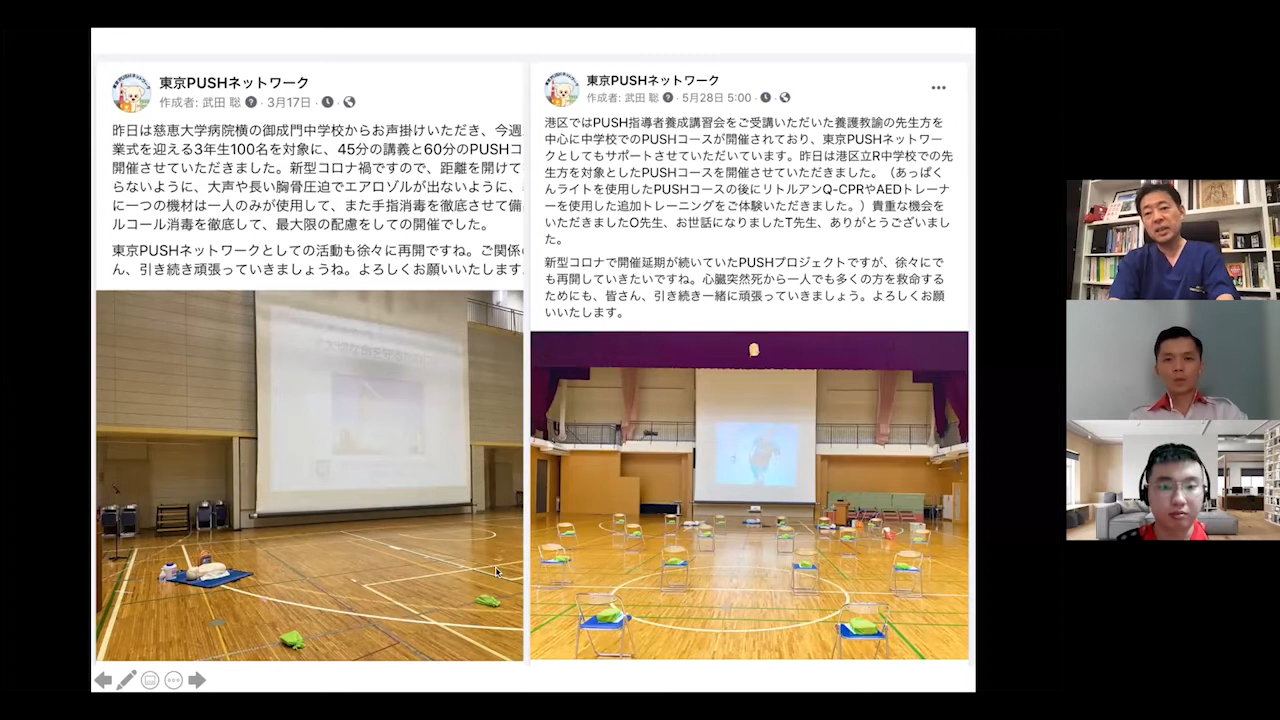 東京PUSHネットワーク
作成者: 武田 聡 · 3月17日 ·
昨日は慈恵大学病院横の御成門中学校からお声掛けいただき、今週
業式を迎える3年生100名を対象に、45分の講義と60分のPUSHコ
開催させていただきました。新型コロナ禍ですので、距離を開けて
らないように、大声や長い胸骨圧迫でエアロゾルが出ないように、
に一つの機材は一人のみが使用して、また手指消毒を徹底させて備
ルコール消毒を徹底して、最大限の配慮をしての開催でした。
東京PUSHネットワークとしての活動も徐々に再開ですね。ご関係の
ん、引き続き頑張っていきましょうね。よろしくお願いいたします
東京PUSHネットワーク
作成者: 武田 聡 · 5月28日 5:00 ·
港区ではPUSH指導者養成講習会をご受講いただいた養護教諭の先生方を
中心に中学校でのPUSHコースが開催されており、東京PUSHネットワー
クとしてもサポートさせていただいています。昨日は港区立R中学校での先
生方を対象としたPUSHコースを開催させていただきました。（あっぱく
んライトを使用したPUSHコースの後にリトルアンQ-CPRやAEDトレーナ
ーを使用した追加トレーニングをご体験いただきました。）貴重な機会を
いただきましたO先生、お世話になりましたT先生、ありがとうございまし
た。
新型コロナで開催延期が続いていたPUSHプロジェクトですが、徐々にで
も再開していきたいですね。心臓突然死から一人でも多くの方を救命する
ためにも、皆さん、引き続き一緒に頑張っていきましょう。よろしくお願
いいたします。